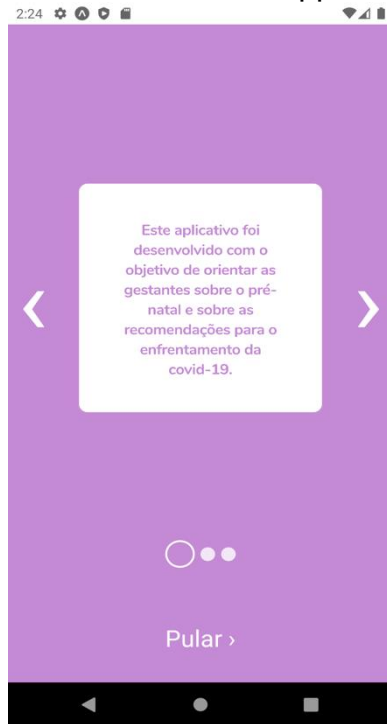 2:24
Este aplicativo foi
desenvolvido com o
objetivo de orientar as
gestantes sobre o pré-
natal e sobre as
recomendações para o
enfrentamento da
covid-19.
Pular ›